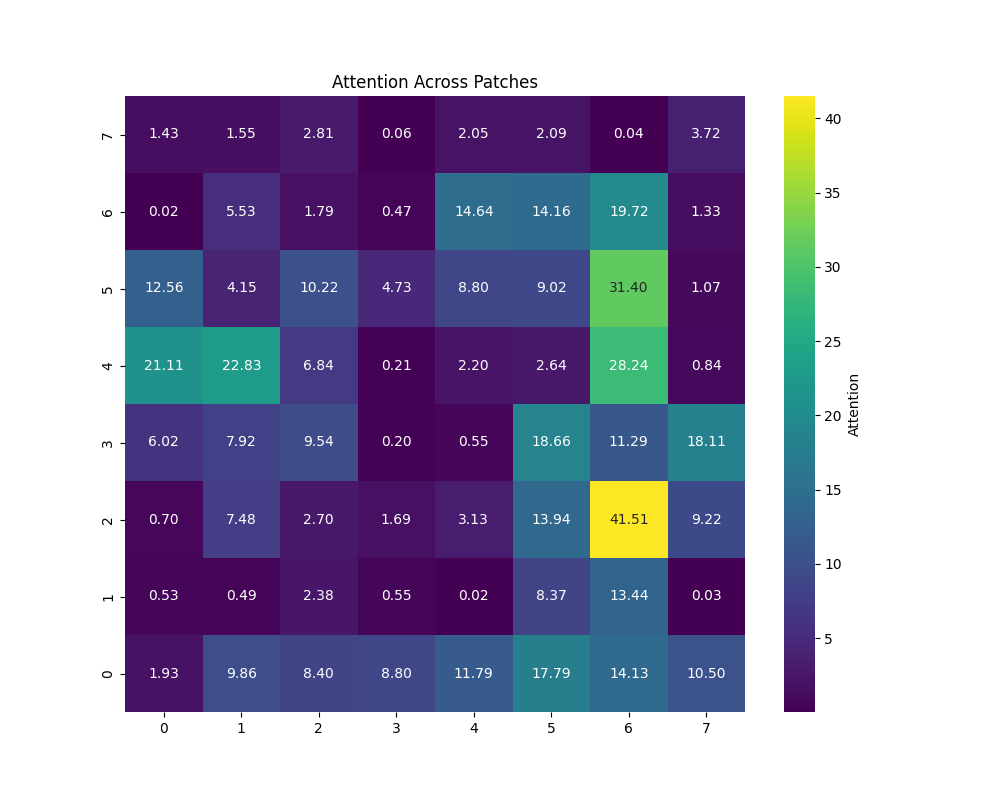 Attention Across Patches
7 1.43 1.55 2.81 0.06 2.05 2.09 0.04 3.72
6 0.02 5.53 1.79 0.47 14.64 14.16 19.72 1.33
5 12.56 4.15 10.22 4.73 8.80 9.02 31.40 1.07
4 21.11 22.83 6.84 0.21 2.20 2.64 28.24 0.84
3 6.02 7.92 9.54 0.20 0.55 18.66 11.29 18.11
2 0.70 7.48 2.70 1.69 3.13 13.94 41.51 9.22
1 0.53 0.49 2.38 0.55 0.02 8.37 13.44 0.03
0 1.93 9.86 8.40 8.80 11.79 17.79 14.13 10.50
0 1 2 3 4 5 6 7
40
35
30
25
20
15
10
5
Attention